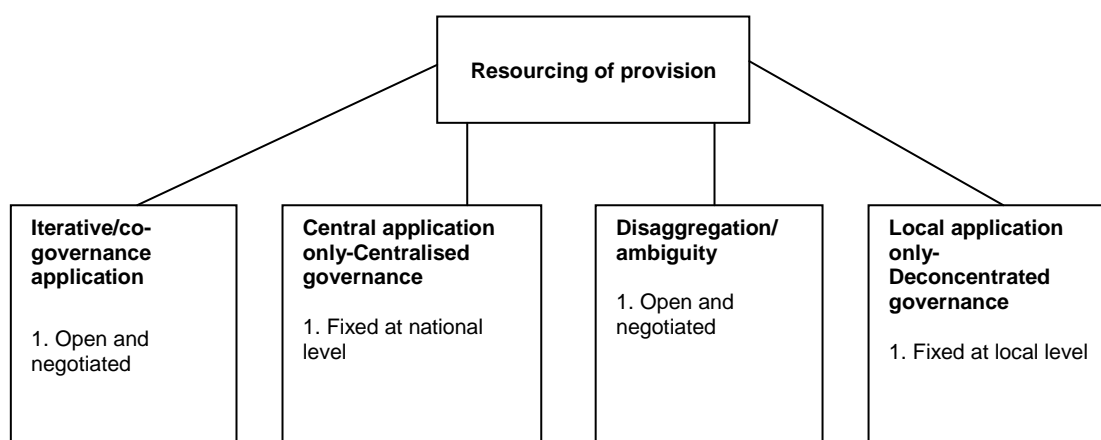 Resourcing of provision
Iterative/co-
governance
application
1. Open and
negotiated
Central application
only-Centralised
governance
1. Fixed at national
level
Disaggregation/
ambiguity
1. Open and
negotiated
Local application
only-
Deconcentrated
governance
1. Fixed at local level